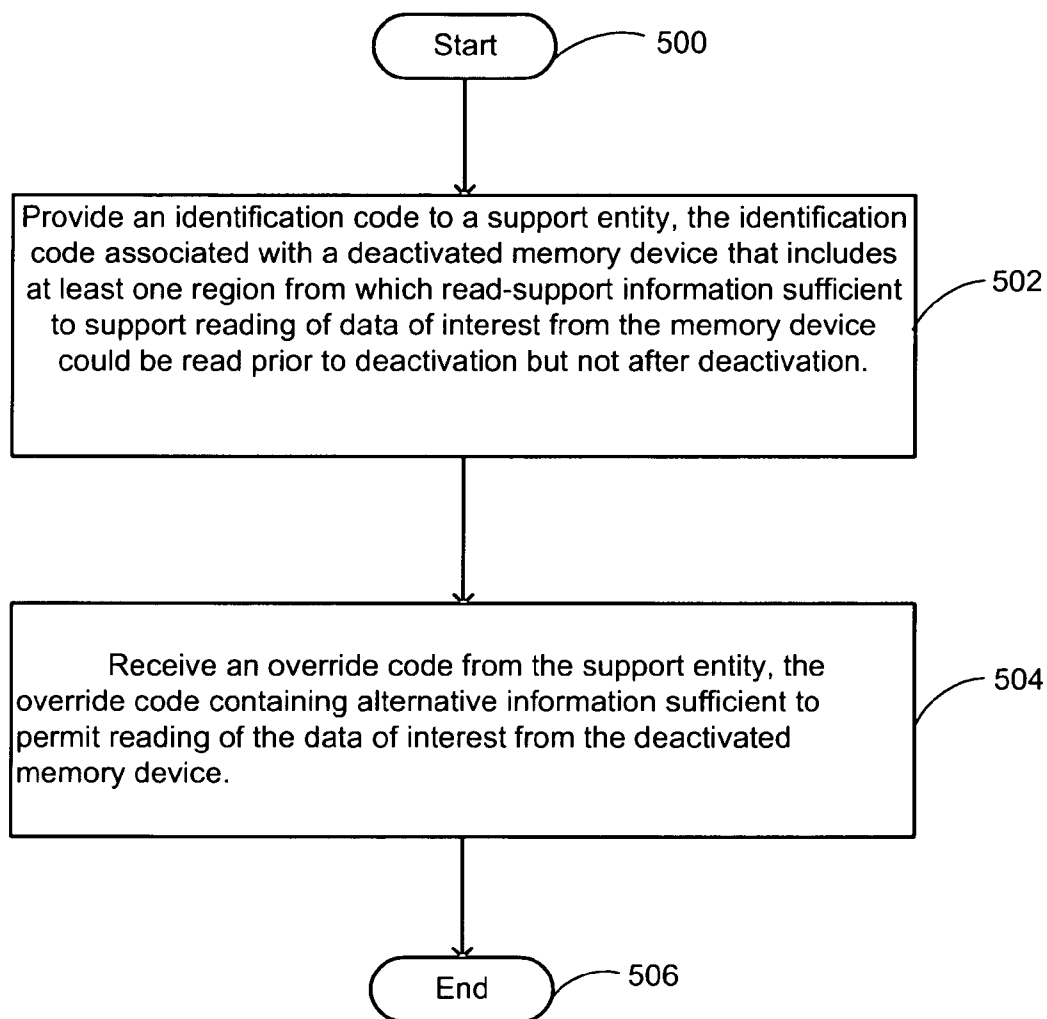 Start
500
Provide an identification code to a support entity, the identification
code associated with a deactivated memory device that includes
at least one region from which read-support information sufficient
to support reading of data of interest from the memory device
could be read prior to deactivation but not after deactivation.
502
Receive an override code from the support entity, the
override code containing alternative information sufficient to
permit reading of the data of interest from the deactivated
memory device.
504
End
506